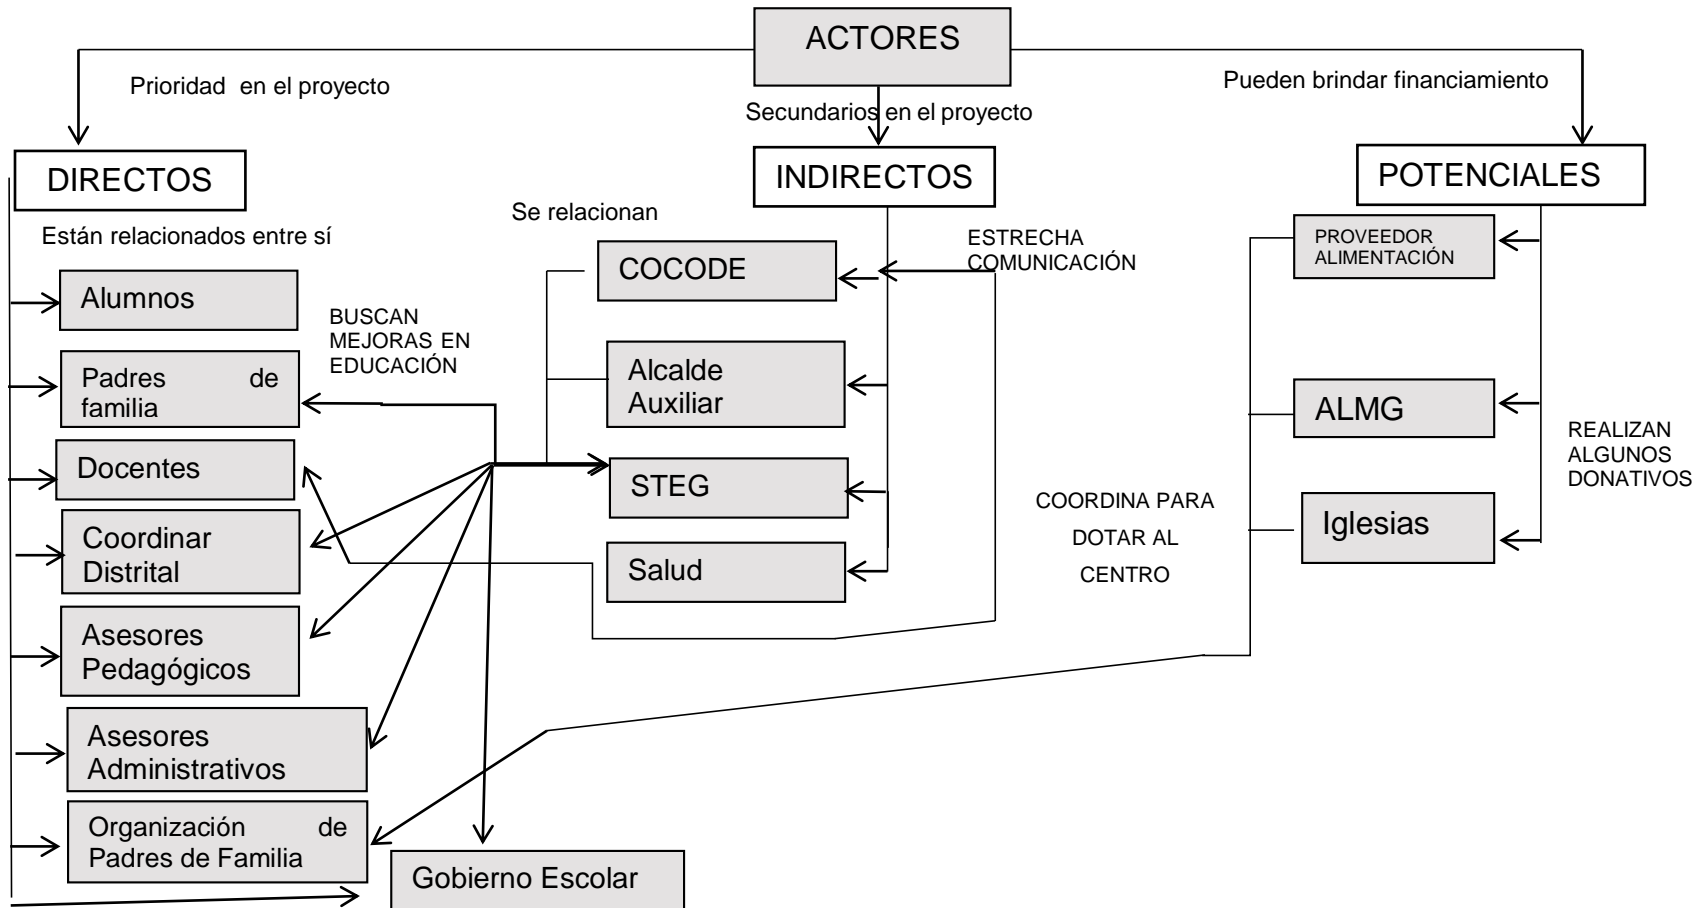 ACTORES
Prioridad en el proyecto
Secundarios en el proyecto
Pueden brindar financiamiento
DIRECTOS
INDIRECTOS
POTENCIALES
Están relacionados entre sí
Alumnos
Padres de
familia
Docentes
Coordinar
Distrital
Asesores
Pedagógicos
Asesores
Administrativos
Organización de
Padres de Familia
Gobierno Escolar
BUSCAN
MEJORAS EN
EDUCACIÓN
Se relacionan
COCODE
Alcalde
Auxiliar
STEG
Salud
ESTRECHA
COMUNICACIÓN
COORDINA PARA
DOTAR AL
CENTRO
PROVEEDOR
ALIMENTACIÓN
ALMG
Iglesias
REALIZAN
ALGUNOS
DONATIVOS